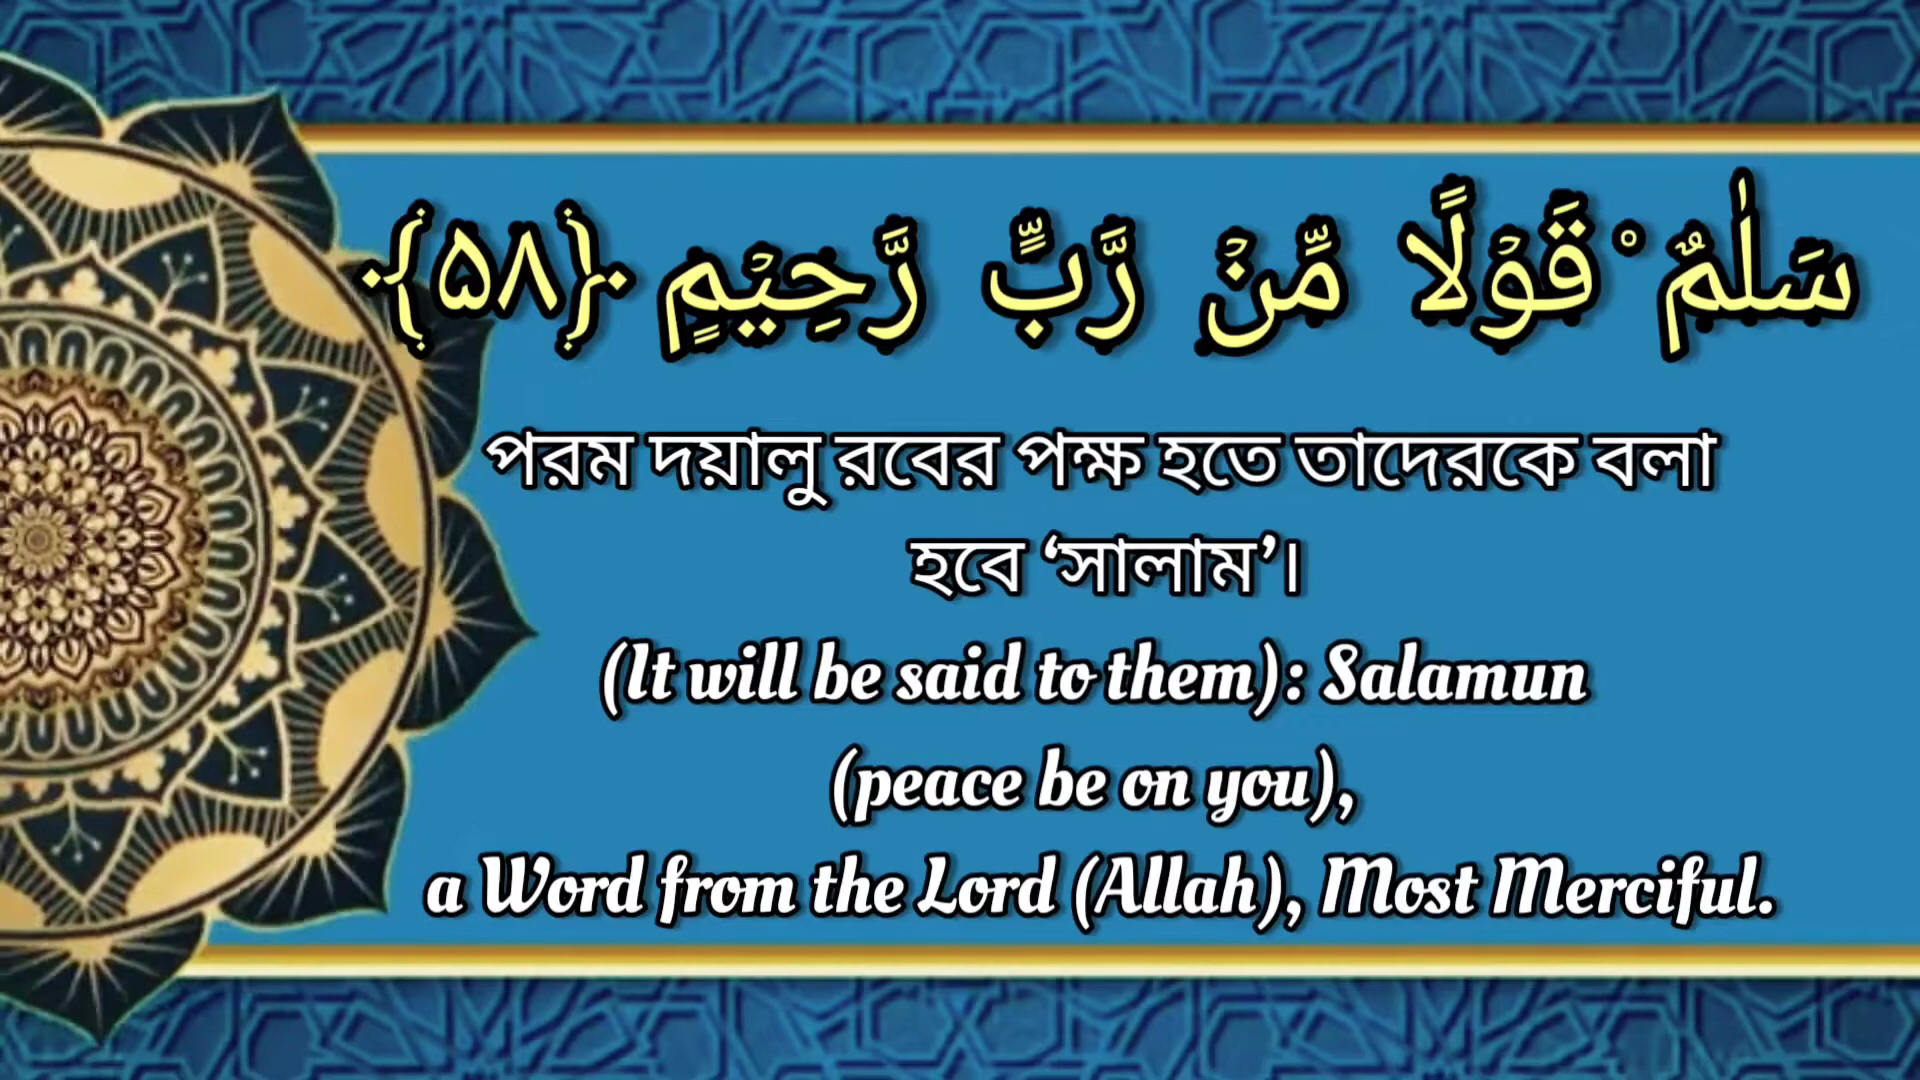 سَلٰمٌ ۟ قَوۡلًا مِّنۡ رَّبٍّ رَّحِیۡمٍ ﴿۵۸﴾
পরম দয়ালু রবের পক্ষ হতে তাদেরকে বলা
হবে ‘সালাম’।
(It will be said to them): Salamun
(peace be on you),
a Word from the Lord (Allah), Most Merciful.